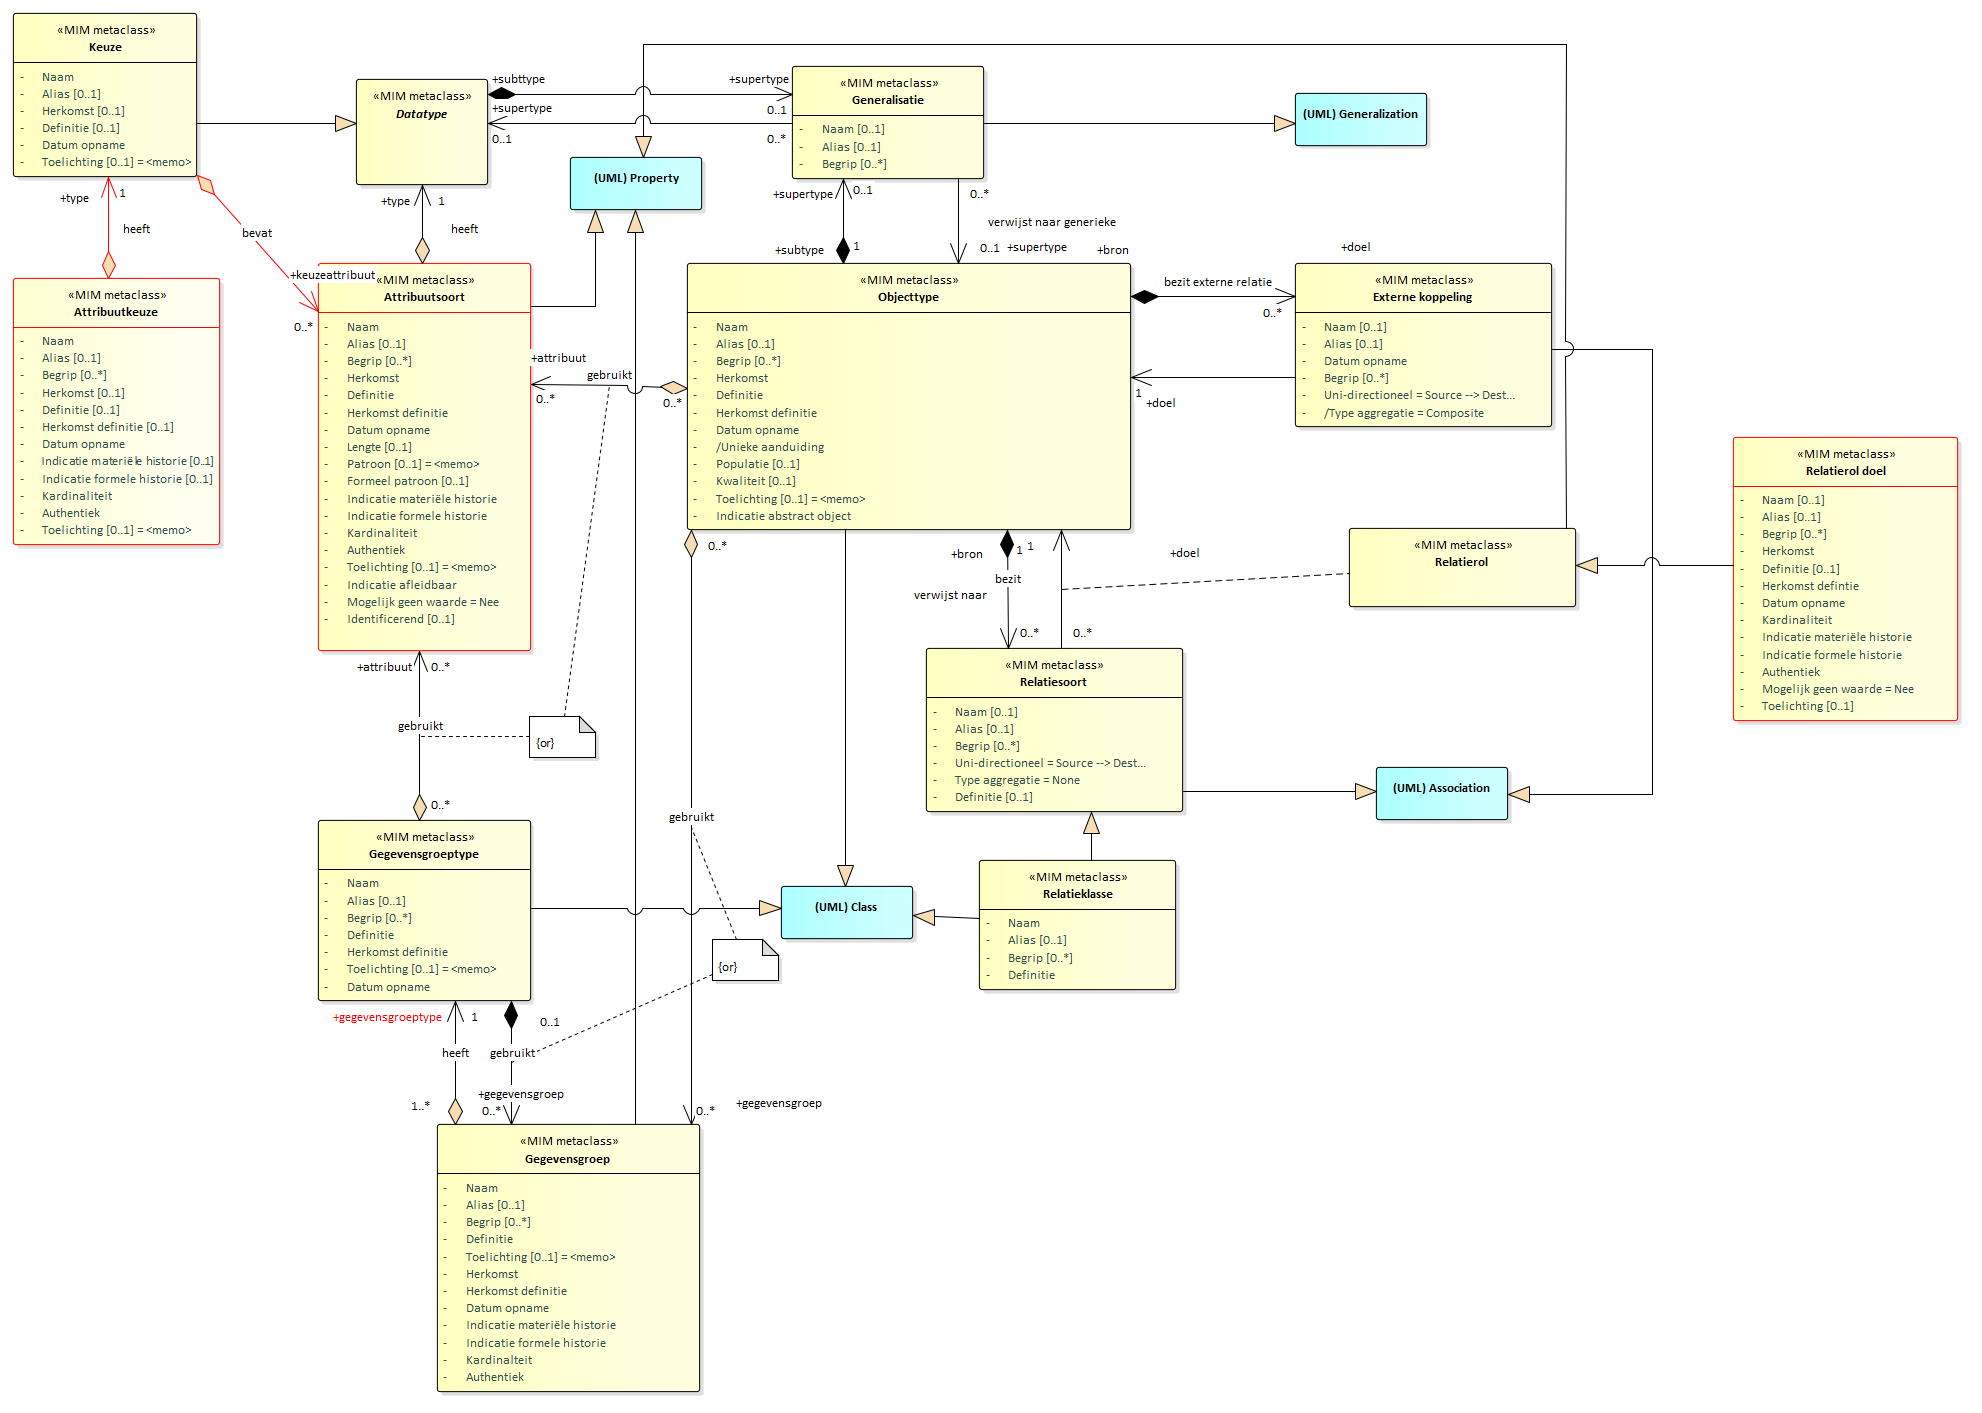 «MIM metaclass»
Keuze
- Naam
- Alias [0..1]
- Herkomst [0..1]
- Definitie [0..1]
- Datum opname
- Toelichting [0..1] = <memo>
+type
1
heeft
bevat
«MIM metaclass»
Attribuutkeuze
- Naam
- Alias [0..1]
- Begrip [0..*]
- Herkomst [0..1]
- Definitie [0..1]
- Herkomst definitie [0..1]
- Datum opname
- Indicatie materiële historie [0..1]
- Indicatie formele historie [0..1]
- Kardinaliteit
- Authentiek
- Toelichting [0..1] = <memo>
«MIM metaclass»
Datatype
+subttype
+supertype
+supertype
0..1
0..1
0..*
+type
1
heeft
(UML) Property
«MIM metaclass»
Generalisatie
- Naam [0..1]
- Alias [0..1]
- Begrip [0..*]
(UML) Generalization
+supertype
0..1
0..*
verwijst naar generieke
+subtype
1
0..1
+supertype
+bron
+doel
+keuzeattribuut
0..*
«MIM metaclass»
Attribuutsoort
- Naam
- Alias [0..1]
- Begrip [0..*]
- Herkomst
- Definitie
- Herkomst definitie
- Datum opname
- Lengte [0..1]
- Patroon [0..1] = <memo>
- Formeel patroon [0..1]
- Indicatie materiële historie
- Indicatie formele historie
- Kardinaliteit
- Authentiek
- Toelichting [0..1] = <memo>
- Indicatie afleidbaar
- Mogelijk geen waarde = Nee
- Identificerend [0..1]
+attribuut
gebruikt
0..*
0..*
«MIM metaclass»
Objecttype
- Naam
- Alias [0..1]
- Begrip [0..*]
- Herkomst
- Definitie
- Herkomst definitie
- Datum opname
- /Unieke aanduiding
- Populatie [0..1]
- Kwaliteit [0..1]
- Toelichting [0..1] = <memo>
- Indicatie abstract object
bezit externe relatie
0..*
1
+doel
«MIM metaclass»
Externe koppeling
- Naam [0..1]
- Alias [0..1]
- Datum opname
- Begrip [0..*]
- Uni-directioneel = Source --> Dest...
- /Type aggregatie = Composite
«MIM metaclass»
Relatierol doel
- Naam [0..1]
- Alias [0..1]
- Begrip [0..*]
- Herkomst
- Definitie [0..1]
- Herkomst defintie
- Datum opname
- Kardinaliteit
- Indicatie materiële historie
- Indicatie formele historie
- Authentiek
- Mogelijk geen waarde = Nee
- Toelichting [0..1]
«MIM metaclass»
Relatierol
0..*
+bron
1
1
+doel
bezit
verwijst naar
0..*
0..*
«MIM metaclass»
Relatiesoort
- Naam [0..1]
- Alias [0..1]
- Begrip [0..*]
- Uni-directioneel = Source --> Dest...
- Type aggregatie = None
- Definitie [0..1]
(UML) Association
+attribuut
0..*
gebruikt
{or}
0..*
gebruikt
«MIM metaclass»
Gegevensgroeptype
- Naam
- Alias [0..1]
- Begrip [0..*]
- Definitie
- Herkomst definitie
- Toelichting [0..1] = <memo>
- Datum opname
(UML) Class
«MIM metaclass»
Relatieklasse
- Naam
- Alias [0..1]
- Begrip [0..*]
- Definitie
{or}
+gegevensgroeptype
1
0..1
heeft
gebruikt
+gegevensgroep
1..*
0..*
0..*
+gegevensgroep
«MIM metaclass»
Gegevensgroep
- Naam
- Alias [0..1]
- Begrip [0..*]
- Definitie
- Toelichting [0..1] = <memo>
- Herkomst
- Herkomst definitie
- Datum opname
- Indicatie materiële historie
- Indicatie formele historie
- Kardinalteit
- Authentiek